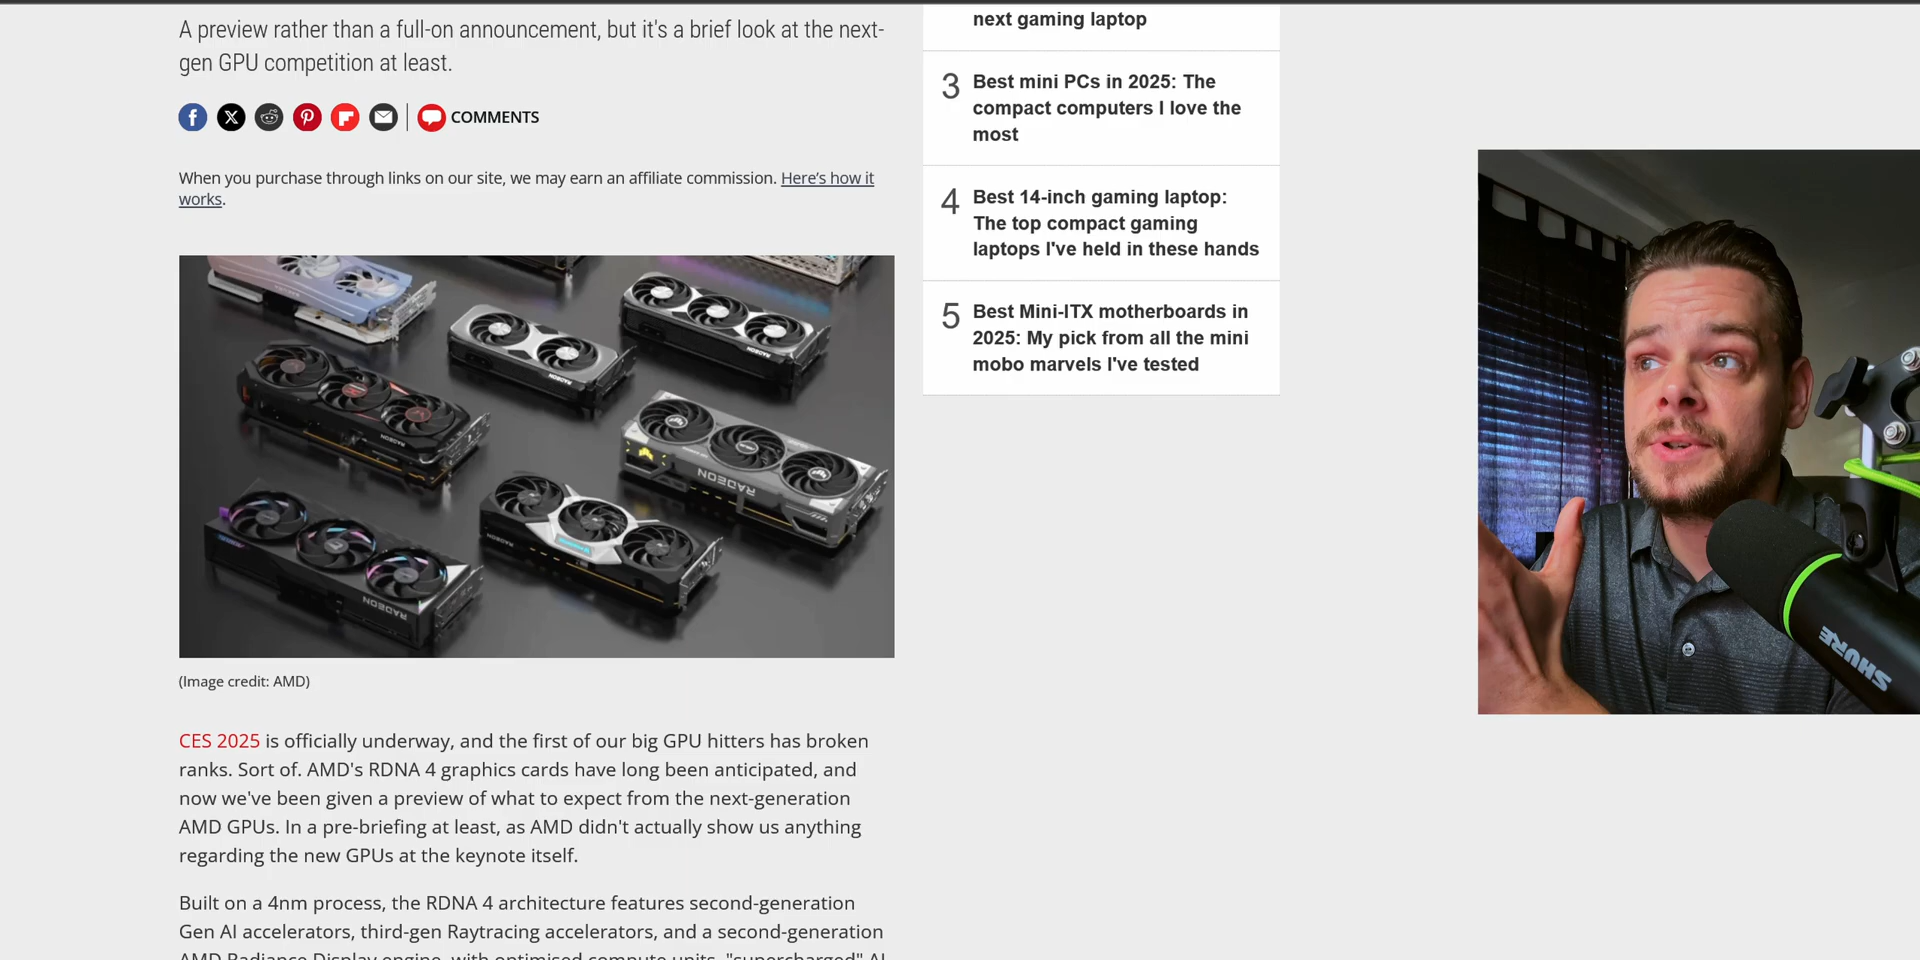 A preview rather than a full-on announcement, but it's a brief look at the next-
gen GPU competition at least.
COMMENTS
When you purchase through links on our site, we may earn an affiliate commission. Here's how it
works.
RADEON
RADEON
RADEON
RADEON
RADEON
RADEON
(Image credit: AMD)
CES 2025 is officially underway, and the first of our big GPU hitters has broken
ranks. Sort of. AMD's RDNA 4 graphics cards have long been anticipated, and
now we've been given a preview of what to expect from the next-generation
AMD GPUs. In a pre-briefing at least, as AMD didn't actually show us anything
regarding the new GPUs at the keynote itself.
Built on a 4nm process, the RDNA 4 architecture features second-generation
Gen AI accelerators, third-gen Raytracing accelerators, and a second-generation
AMD Radiance Display engine, with optimised compute units, "supercharged" AI
next gaming laptop
3
Best mini PCs in 2025: The
compact computers I love the
most
4
Best 14-inch gaming laptop:
The top compact gaming
laptops I've held in these hands
5
Best Mini-ITX motherboards in
2025: My pick from all the mini
mobo marvels I've tested
SHURE